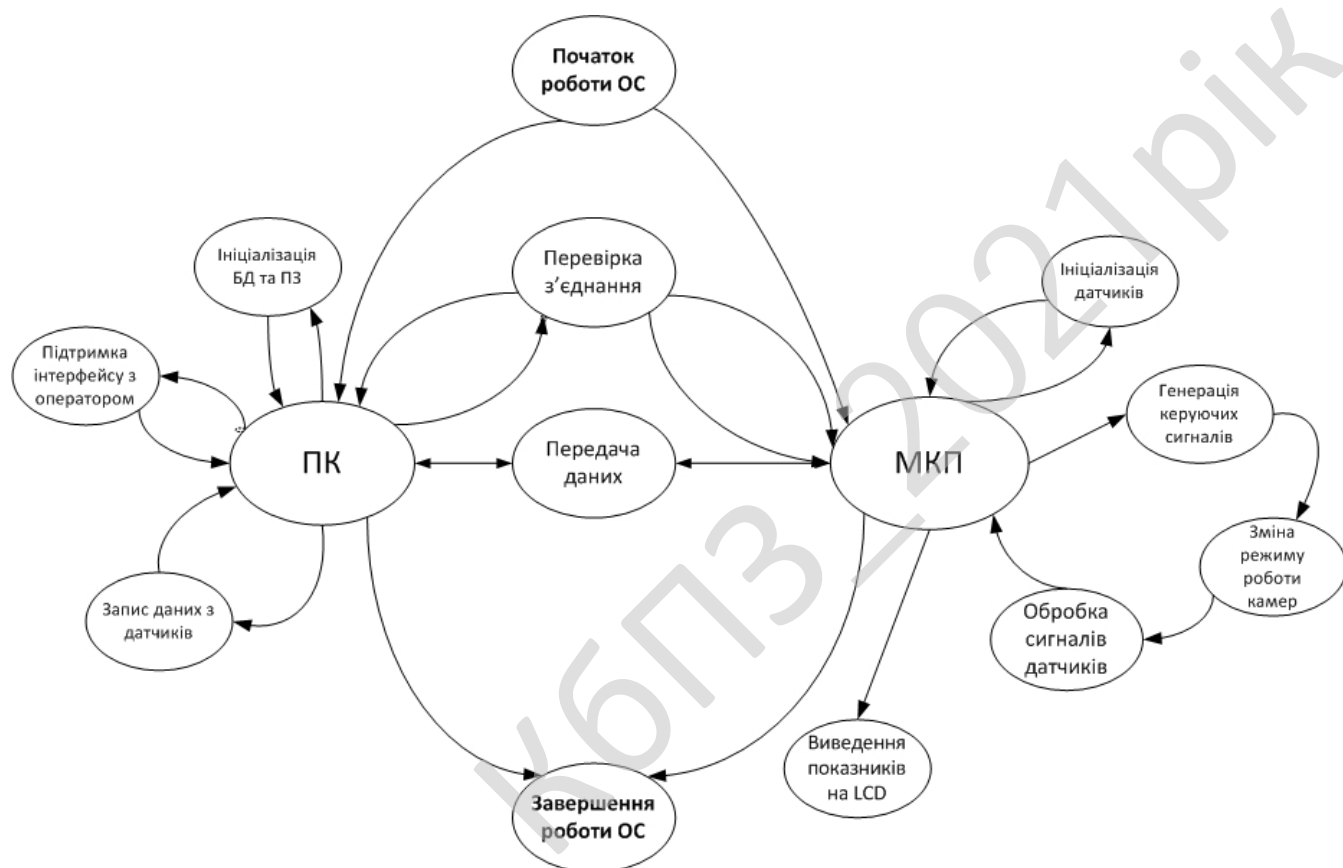 Початок
роботи ОС
Ініціалізація
БД та ПЗ
Перевірка
з’єднання
Ініціалізація
датчиків
Підтримка
інтерфейсу з
оператором
Генерація
керуючих
сигналів
ПК
Передача
даних
МКП
Зміна
режиму
роботи
камер
Запис даних з
датчиків
Обробка
сигналів
датчиків
Виведення
показників
на LCD
Завершення
роботи ОС
КбПЗ_2021рік